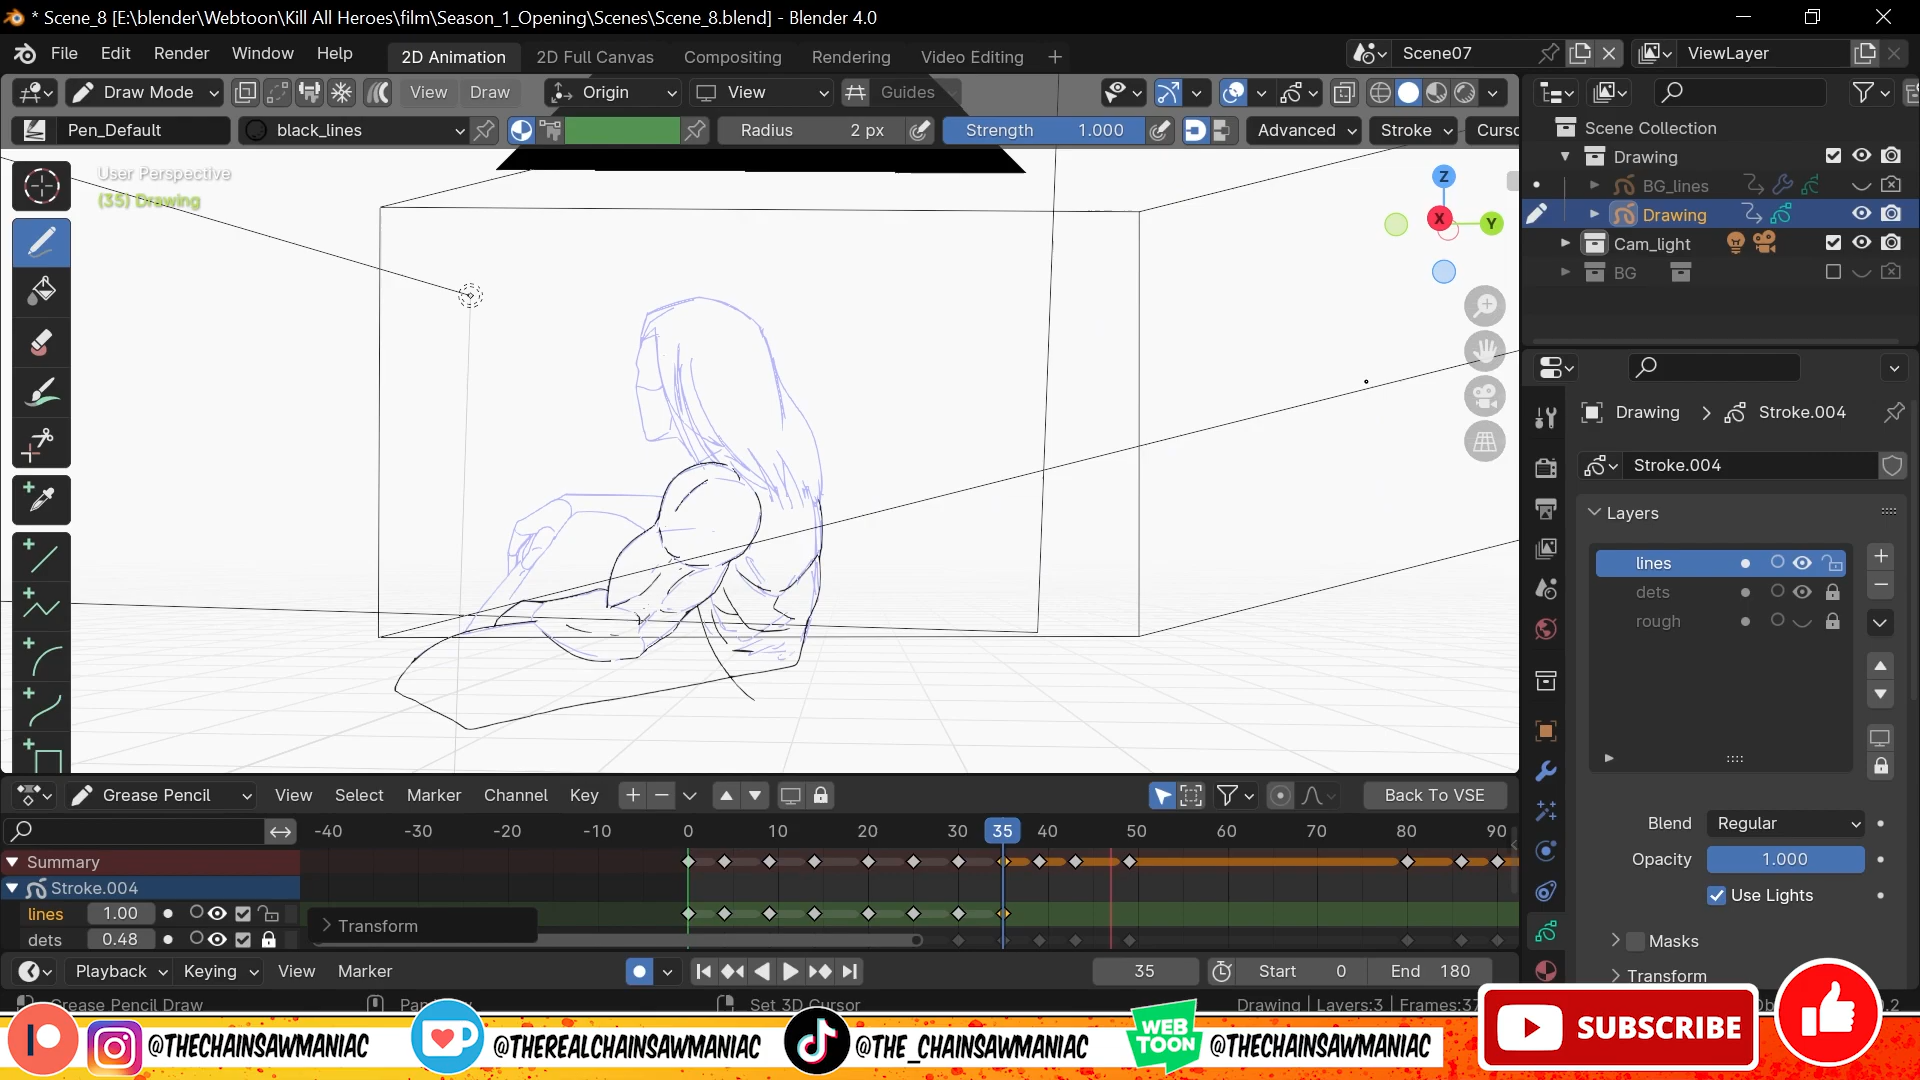 * Scene_8 [E:\blender\Webtoon\Kill All Heroes\film\Season_1_Opening\Scenes\Scene_8.blend] - Blender 4.0
File Edit Render Window Help 2D Animation 2D Full Canvas Compositing Rendering Video Editing + Scene07 ViewLayer
Draw Mode View Draw Origin View Guides
Pen_Default black_lines Radius 2 px Strength 1.000 Advanced Stroke
User Perspective
(35) Drawing
Z
X
Y
Scene Collection
Drawing
BG_lines
Drawing
Cam_light
BG
Drawing > Stroke.004
Stroke.004
Layers
lines
dets
rough
Blend Regular
Opacity 1.000
Use Lights
Masks
Transform
Grease Pencil View Select Marker Channel Key Back To VSE
-40 -30 -20 -10 0 10 20 30 35 40 50 60 70 80 90
Summary
Stroke.004
lines 1.00
dets 0.48
Transform
Playback Keying View Marker 35 Start 0 End 180
Grease Pencil Draw Set 3D Cursor Drawing | Layers:3 |
@THECHAINSAWMANIAC @THEREALCHAINSAWMANIAC @THE_CHAINSAWMANIAC WEB TOON @THECHAINSAWMANIAC SUBSCRIBE